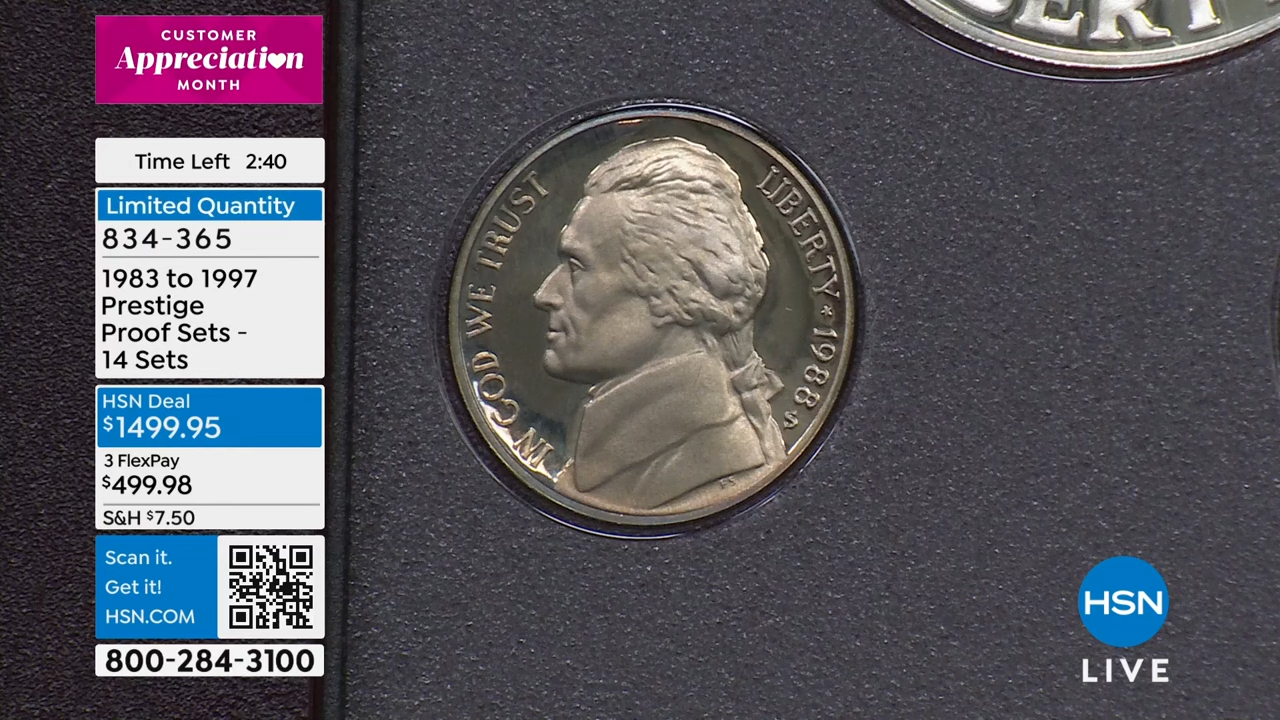 CUSTOMER
Appreciation
MONTH
Time Left 2:40
Limited Quantity
834-365
1983 to 1997
Prestige
Proof Sets -
14 Sets
HSN Deal
$1499.95
3 FlexPay
$499.98
S&H $7.50
Scan it.
Get it!
HSN.COM
800-284-3100
IN GOD WE TRUST
LIBERTY * 1988
S
FS
HSN
LIVE